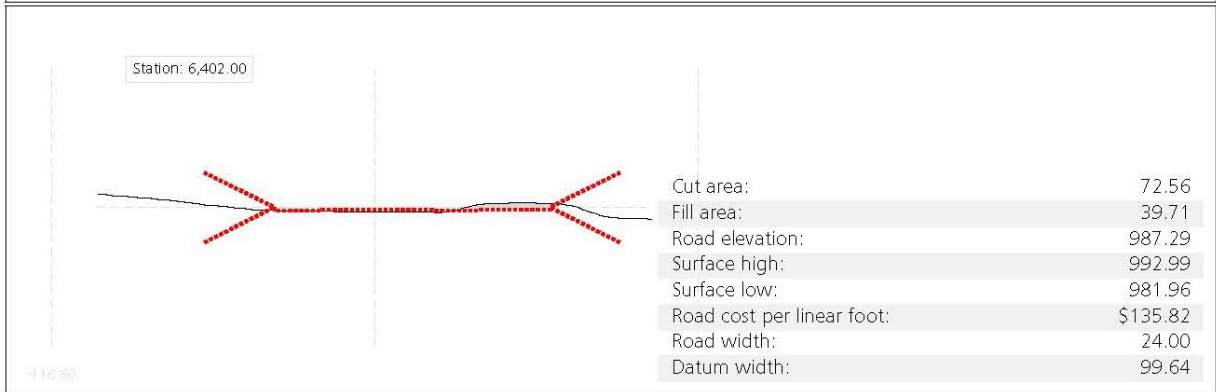 Station: 6,402.00
Cut area: 72.56
Fill area: 39.71
Road elevation: 987.29
Surface high: 992.99
Surface low: 981.96
Road cost per linear foot: $135.82
Road width: 24.00
Datum width: 99.64
-116.60